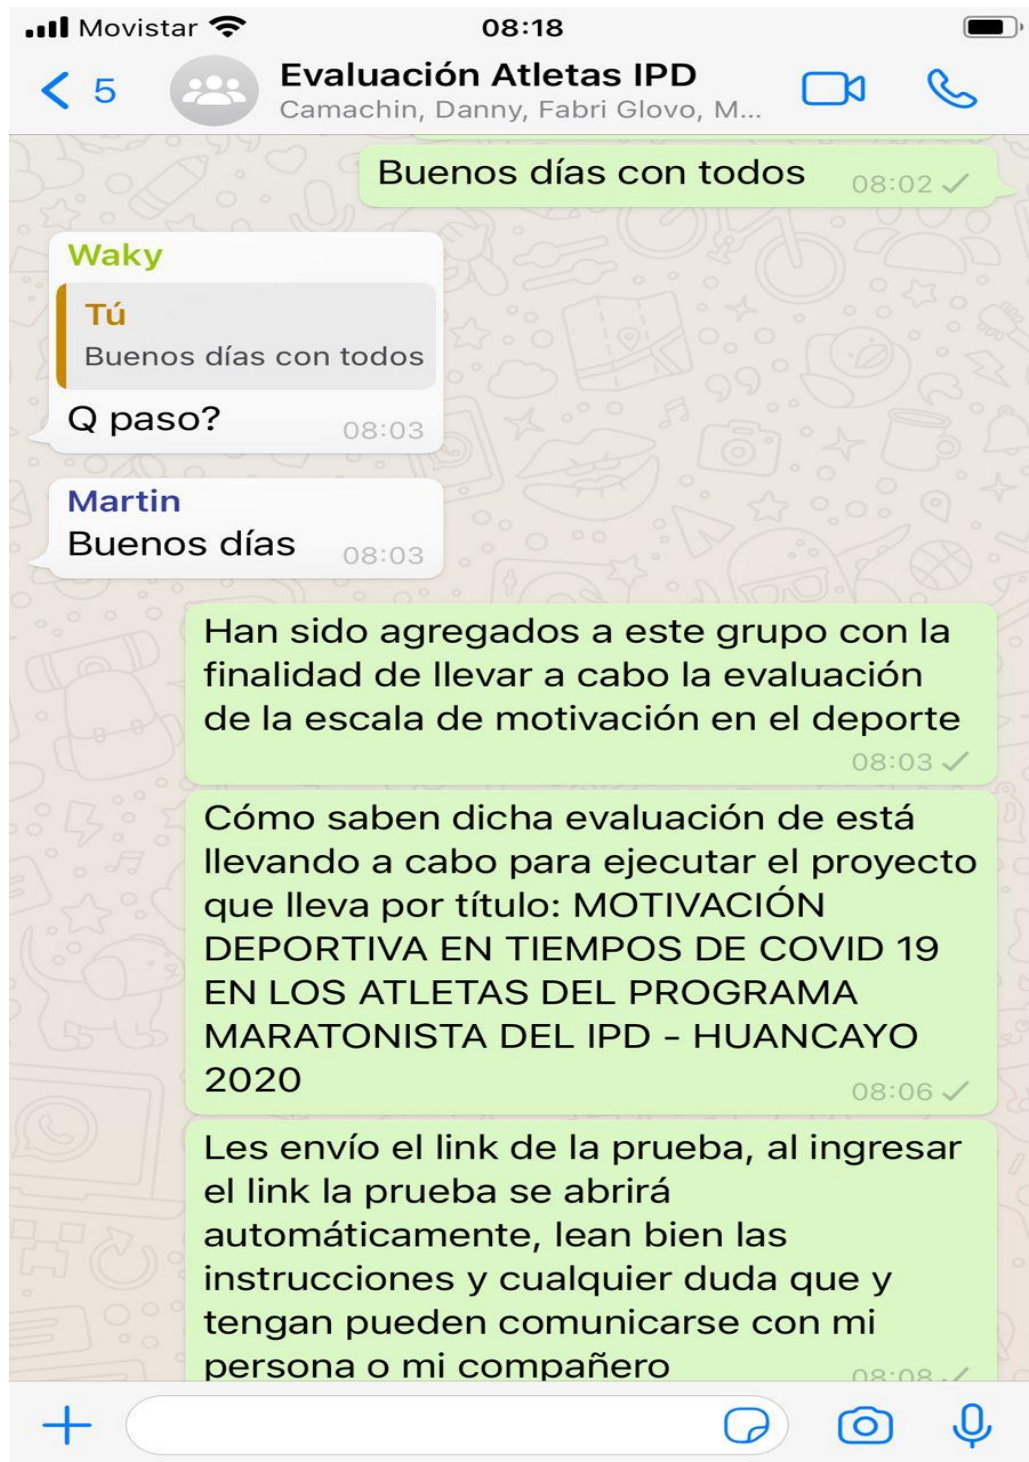 Movistar 08:18
5 Evaluación Atletas IPD
Camachin, Danny, Fabri Glovo, M...
Buenos días con todos 08:02
Waky
Tú
Buenos días con todos
Q paso? 08:03
Martin
Buenos días 08:03
Han sido agregados a este grupo con la
finalidad de llevar a cabo la evaluación
de la escala de motivación en el deporte
08:03
Cómo saben dicha evaluación de está
llevando a cabo para ejecutar el proyecto
que lleva por título: MOTIVACIÓN
DEPORTIVA EN TIEMPOS DE COVID 19
EN LOS ATLETAS DEL PROGRAMA
MARATONISTA DEL IPD - HUANCAYO
2020 08:06
Les envío el link de la prueba, al ingresar
el link la prueba se abrirá
automáticamente, lean bien las
instrucciones y cualquier duda que y
tengan pueden comunicarse con mi
persona o mi compañero 08:08